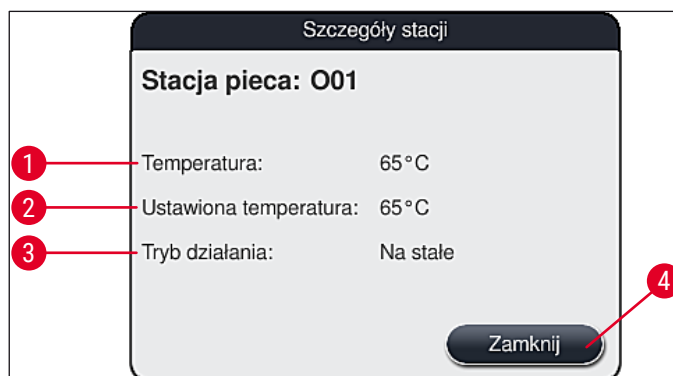 Szczegóły stacji
Stacja pieca: O01
1 Temperatura: 65°C
2 Ustawiona temperatura: 65°C
3 Tryb działania: Na stałe
4
Zamknij